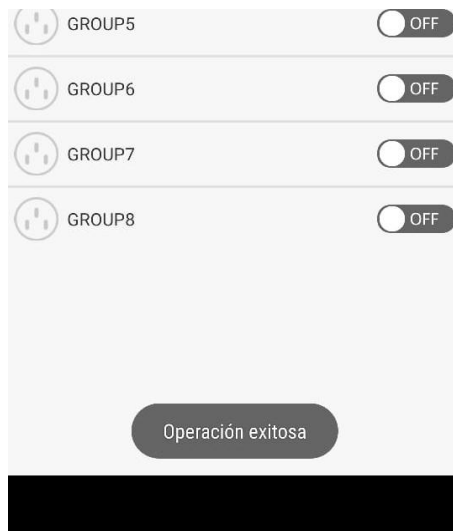 GROUP5
OFF
GROUP6
OFF
GROUP7
OFF
GROUP8
OFF
Operación exitosa